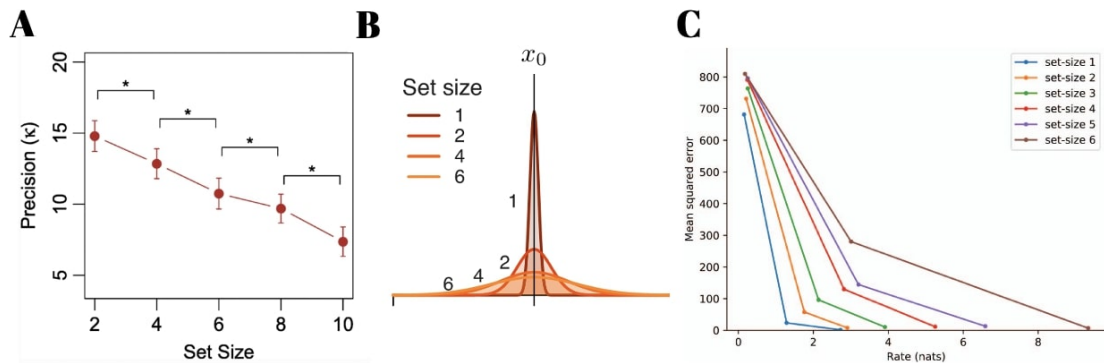 A
20
15
10
5
Precision (κ)
*
*
*
*
2 4 6 8 10
Set Size
B
x0
Set size
1
2
4
6
1
2
4
6
C
800
700
600
500
400
300
200
100
0
Mean squared error
0 2 4 6 8
Rate (nats)
set-size 1
set-size 2
set-size 3
set-size 4
set-size 5
set-size 6